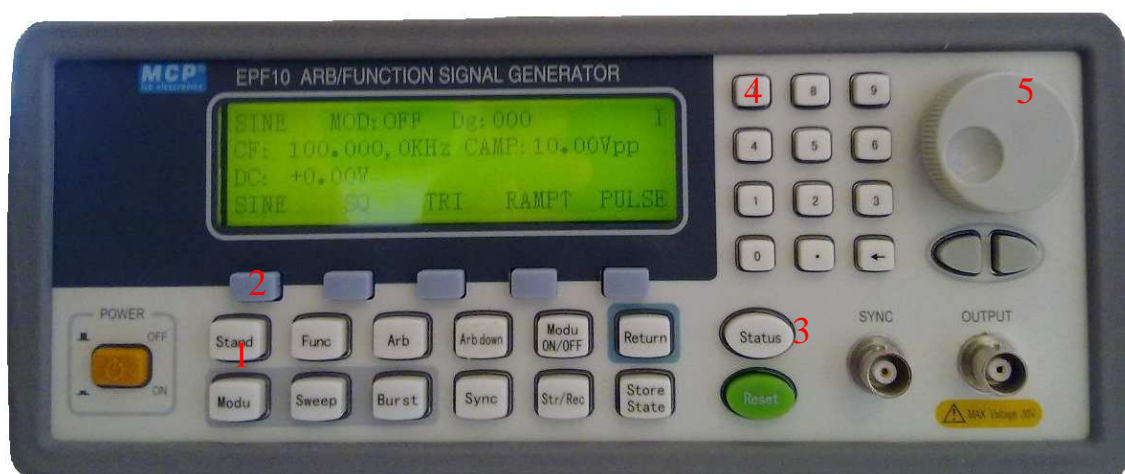 MCP
EPF10 ARB/FUNCTION SIGNAL GENERATOR
SINE MOD:OFF Dg:000 I
CF: 100.000,0KHz CAMP:10.00Vpp
DC: +0.00V
SINE SQ TRI RAMP↑ PULSE
4 8 9 5
4 5 6
1 2 3
0 . ←
2
POWER
OFF
ON
Stand Func Arb Arb down Modu ON/OFF Return
1
Modu Sweep Burst Sync Str/Rec Store State
Status 3
Reset
SYNC OUTPUT
MAX Voltage 30V